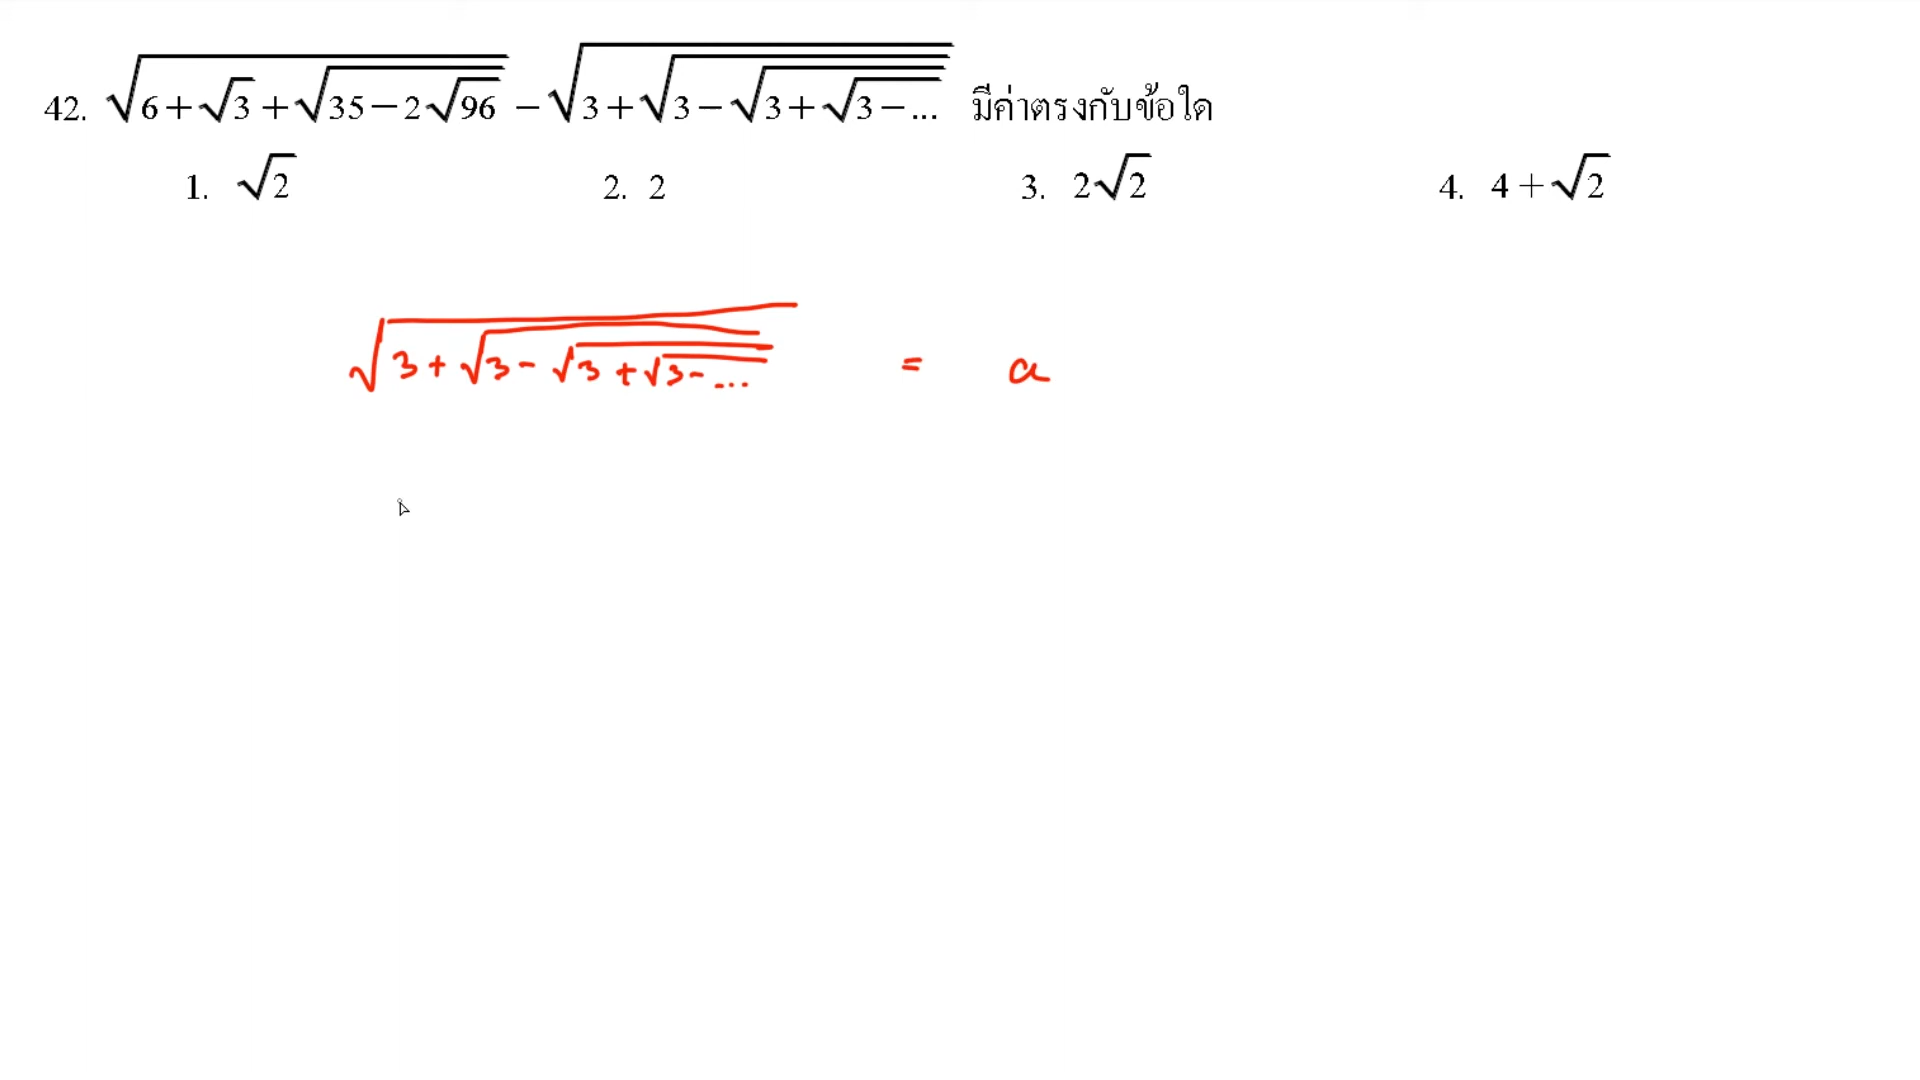 42. √(6+√3+√(35−2√96)) − √(3+√(3−√(3+√(3−...)))) มีค่าตรงกับข้อใด
1. √2 2. 2 3. 2√2 4. 4+√2
√(3+√(3−√(3+√(3−...)))) = a